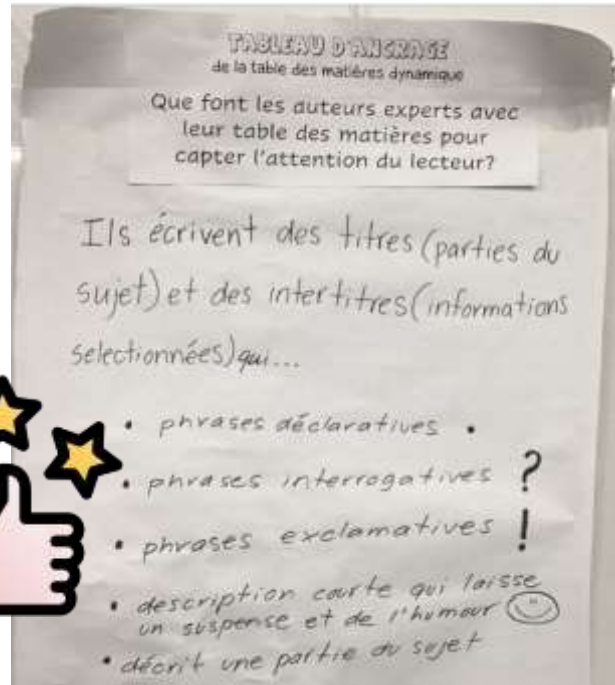 TABLEAU D'ANCRAGE
de la table des matières dynamique
Que font les auteurs experts avec
leur table des matières pour
capter l'attention du lecteur?
Ils écrivent des titres (parties du
sujet) et des intertitres (informations
selectionnées) qui...
• phrases déclaratives .
• phrases interrogatives ?
• phrases exclamatives !
• description courte qui laisse
un suspense et de l'humour
• décrit une partie du sujet